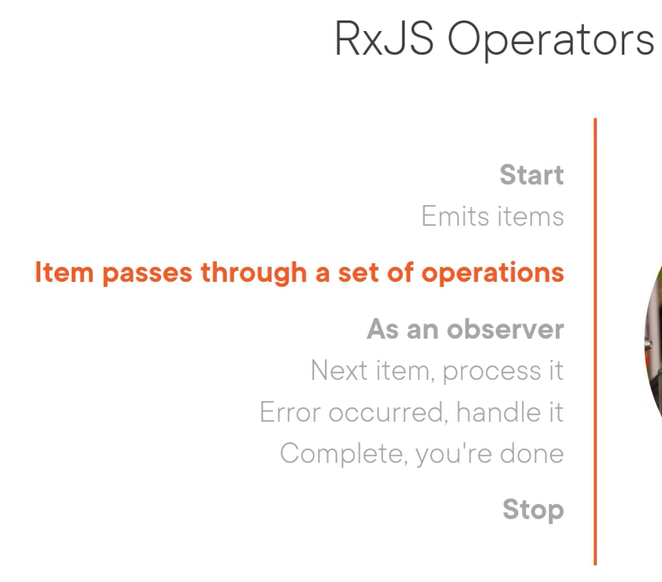 RxJS Operators
Start
Emits items
Item passes through a set of operations
As an observer
Next item, process it
Error occurred, handle it
Complete, you're done
Stop